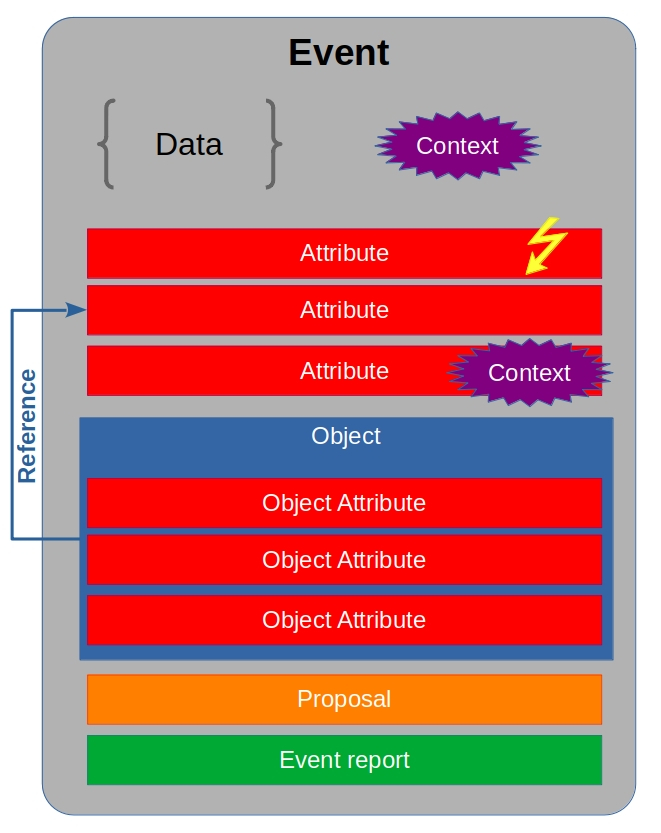 Event
{ Data }
Context
Attribute
Attribute
Attribute
Context
Reference
Object
Object Attribute
Object Attribute
Object Attribute
Proposal
Event report